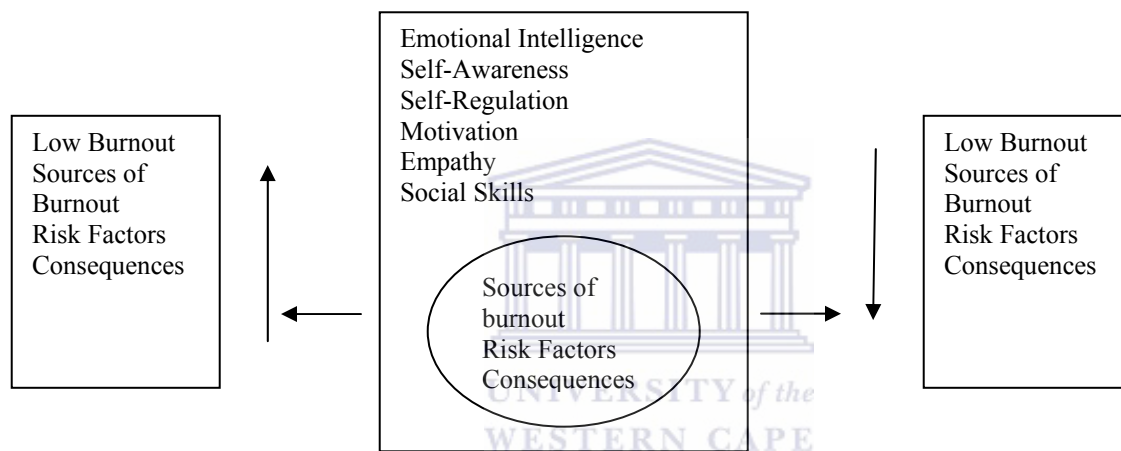 Low Burnout
Sources of
Burnout
Risk Factors
Consequences
Emotional Intelligence
Self-Awareness
Self-Regulation
Motivation
Empathy
Social Skills
Sources of
burnout
Risk Factors
Consequences
UNIVERSITY of the
WESTERN CAPE
Low Burnout
Sources of
Burnout
Risk Factors
Consequences